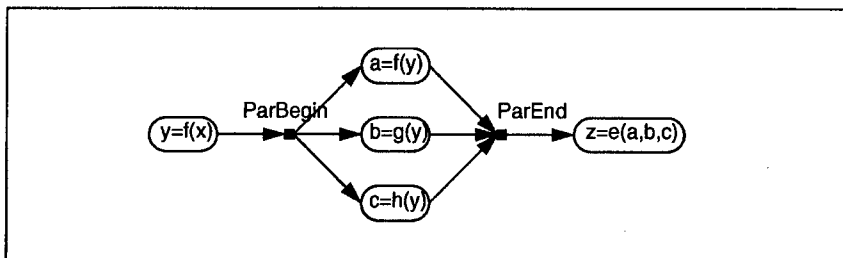 a=f(y)
ParBegin
ParEnd
y=f(x)
b=g(y)
z=e(a,b,c)
c=h(y)